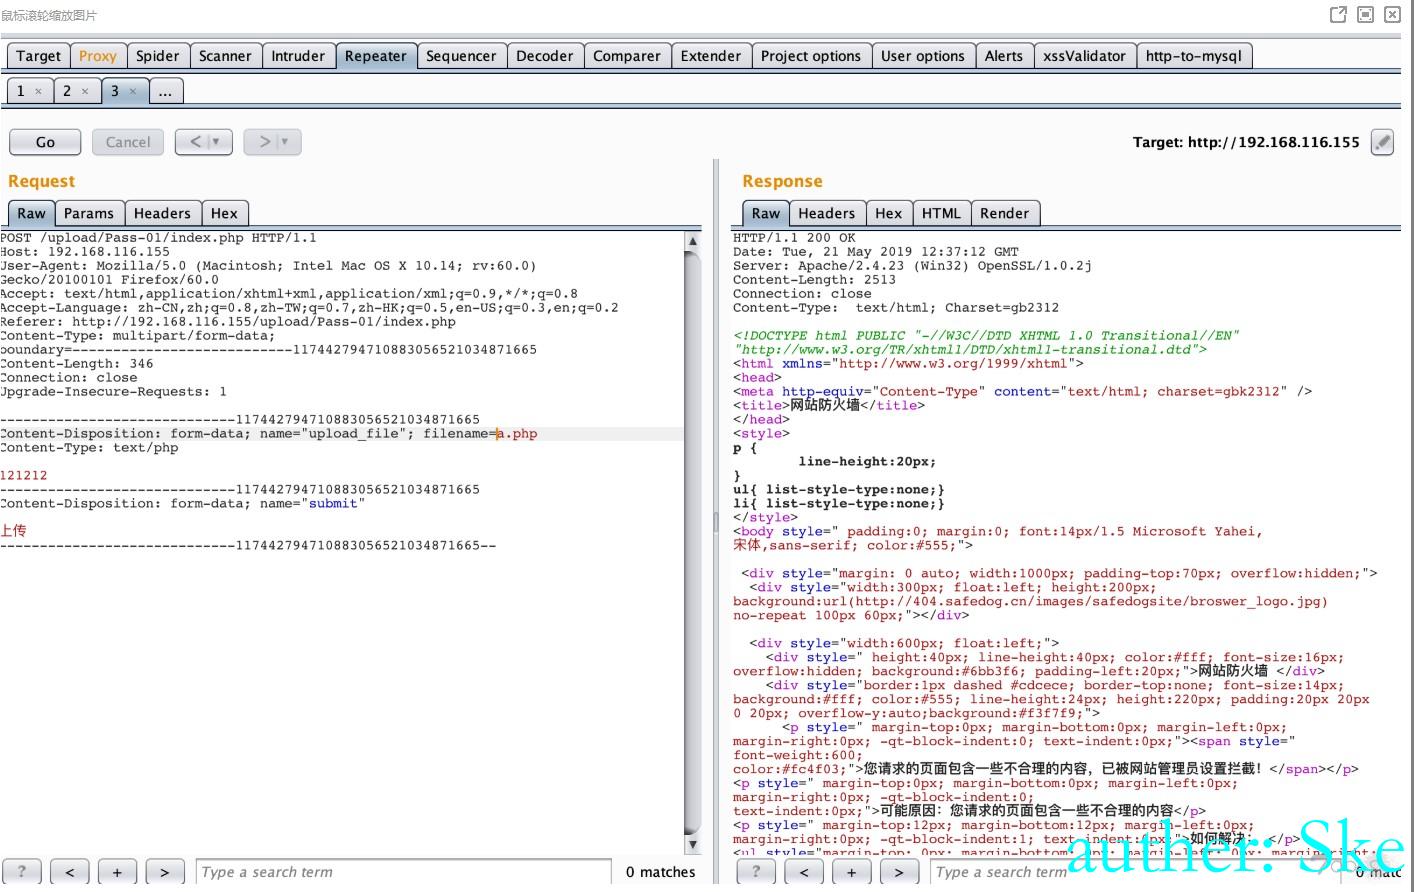 鼠标滚轮缩放图片
Target Proxy Spider Scanner Intruder Repeater Sequencer Decoder Comparer Extender Project options User options Alerts xssValidator http-to-mysql
1 × 2 × 3 × ...
Go Cancel < > Target: http://192.168.116.155
Request
Raw Params Headers Hex
POST /upload/Pass-01/index.php HTTP/1.1
Host: 192.168.116.155
User-Agent: Mozilla/5.0 (Macintosh; Intel Mac OS X 10.14; rv:60.0)
Gecko/20100101 Firefox/60.0
Accept: text/html,application/xhtml+xml,application/xml;q=0.9,*/*;q=0.8
Accept-Language: zh-CN,zh;q=0.8,zh-TW;q=0.7,zh-HK;q=0.5,en-US;q=0.3,en;q=0.2
Referer: http://192.168.116.155/upload/Pass-01/index.php
Content-Type: multipart/form-data;
boundary=----------------------------1174427947108830565210​34871665
Content-Length: 346
Connection: close
Upgrade-Insecure-Requests: 1
------------------------------117442794710883056521034871665
Content-Disposition: form-data; name="upload_file"; filename=a.php
Content-Type: text/php
121212
------------------------------117442794710883056521034871665
Content-Disposition: form-data; name="submit"
上传
------------------------------117442794710883056521034871665--
? < + > Type a search term 0 matches
Response
Raw Headers Hex HTML Render
HTTP/1.1 200 OK
Date: Tue, 21 May 2019 12:37:12 GMT
Server: Apache/2.4.23 (Win32) OpenSSL/1.0.2j
Content-Length: 2513
Connection: close
Content-Type:  text/html; Charset=gb2312
<!DOCTYPE html PUBLIC "-//W3C//DTD XHTML 1.0 Transitional//EN"
"http://www.w3.org/TR/xhtml1/DTD/xhtml1-transitional.dtd">
<html xmlns="http://www.w3.org/1999/xhtml">
<head>
<meta http-equiv="Content-Type" content="text/html; charset=gbk2312" />
<title>网站防火墙</title>
</head>
<style>
p {
line-height:20px;
}
ul{ list-style-type:none;}
li{ list-style-type:none;}
</style>
<body style=" padding:0; margin:0; font:14px/1.5 Microsoft Yahei,
宋体,sans-serif; color:#555;">
<div style="margin: 0 auto; width:1000px; padding-top:70px; overflow:hidden;">
<div style="width:300px; float:left; height:200px;
background:url(http://404.safedog.cn/images/safedogsite/broswer_logo.jpg)
no-repeat 100px 60px;"></div>
<div style="width:600px; float:left;">
<div style=" height:40px; line-height:40px; color:#fff; font-size:16px;
overflow:hidden; background:#6bb3f6; padding-left:20px;">网站防火墙 </div>
<div style="border:1px dashed #cdcece; border-top:none; font-size:14px;
background:#fff; color:#555; line-height:24px; height:220px; padding:20px 20px
0 20px; overflow-y:auto;background:#f3f7f9;">
<p style=" margin-top:0px; margin-bottom:0px; margin-left:0px;
margin-right:0px; -qt-block-indent:0; text-indent:0px;"><span style="
font-weight:600;
color:#fc4f03;">您请求的页面包含一些不合理的内容，已被网站管理员设置拦截！</span></p>
<p style=" margin-top:0px; margin-bottom:0px; margin-left:0px;
margin-right:0px; -qt-block-indent:0;
text-indent:0px;">可能原因：您请求的页面包含一些不合理的内容</p>
<p style=" margin-top:12px; margin-bottom:12px; margin-left:0px;
margin-right:0px; -qt-block-indent:1; text-indent:0px;">如何解决： </p>
<ul style=" margin-top: 0px; margin-bottom: 0px; margin-left: 0px; margin-right:
? < + > Type a search term 0 matc
auther: Ske